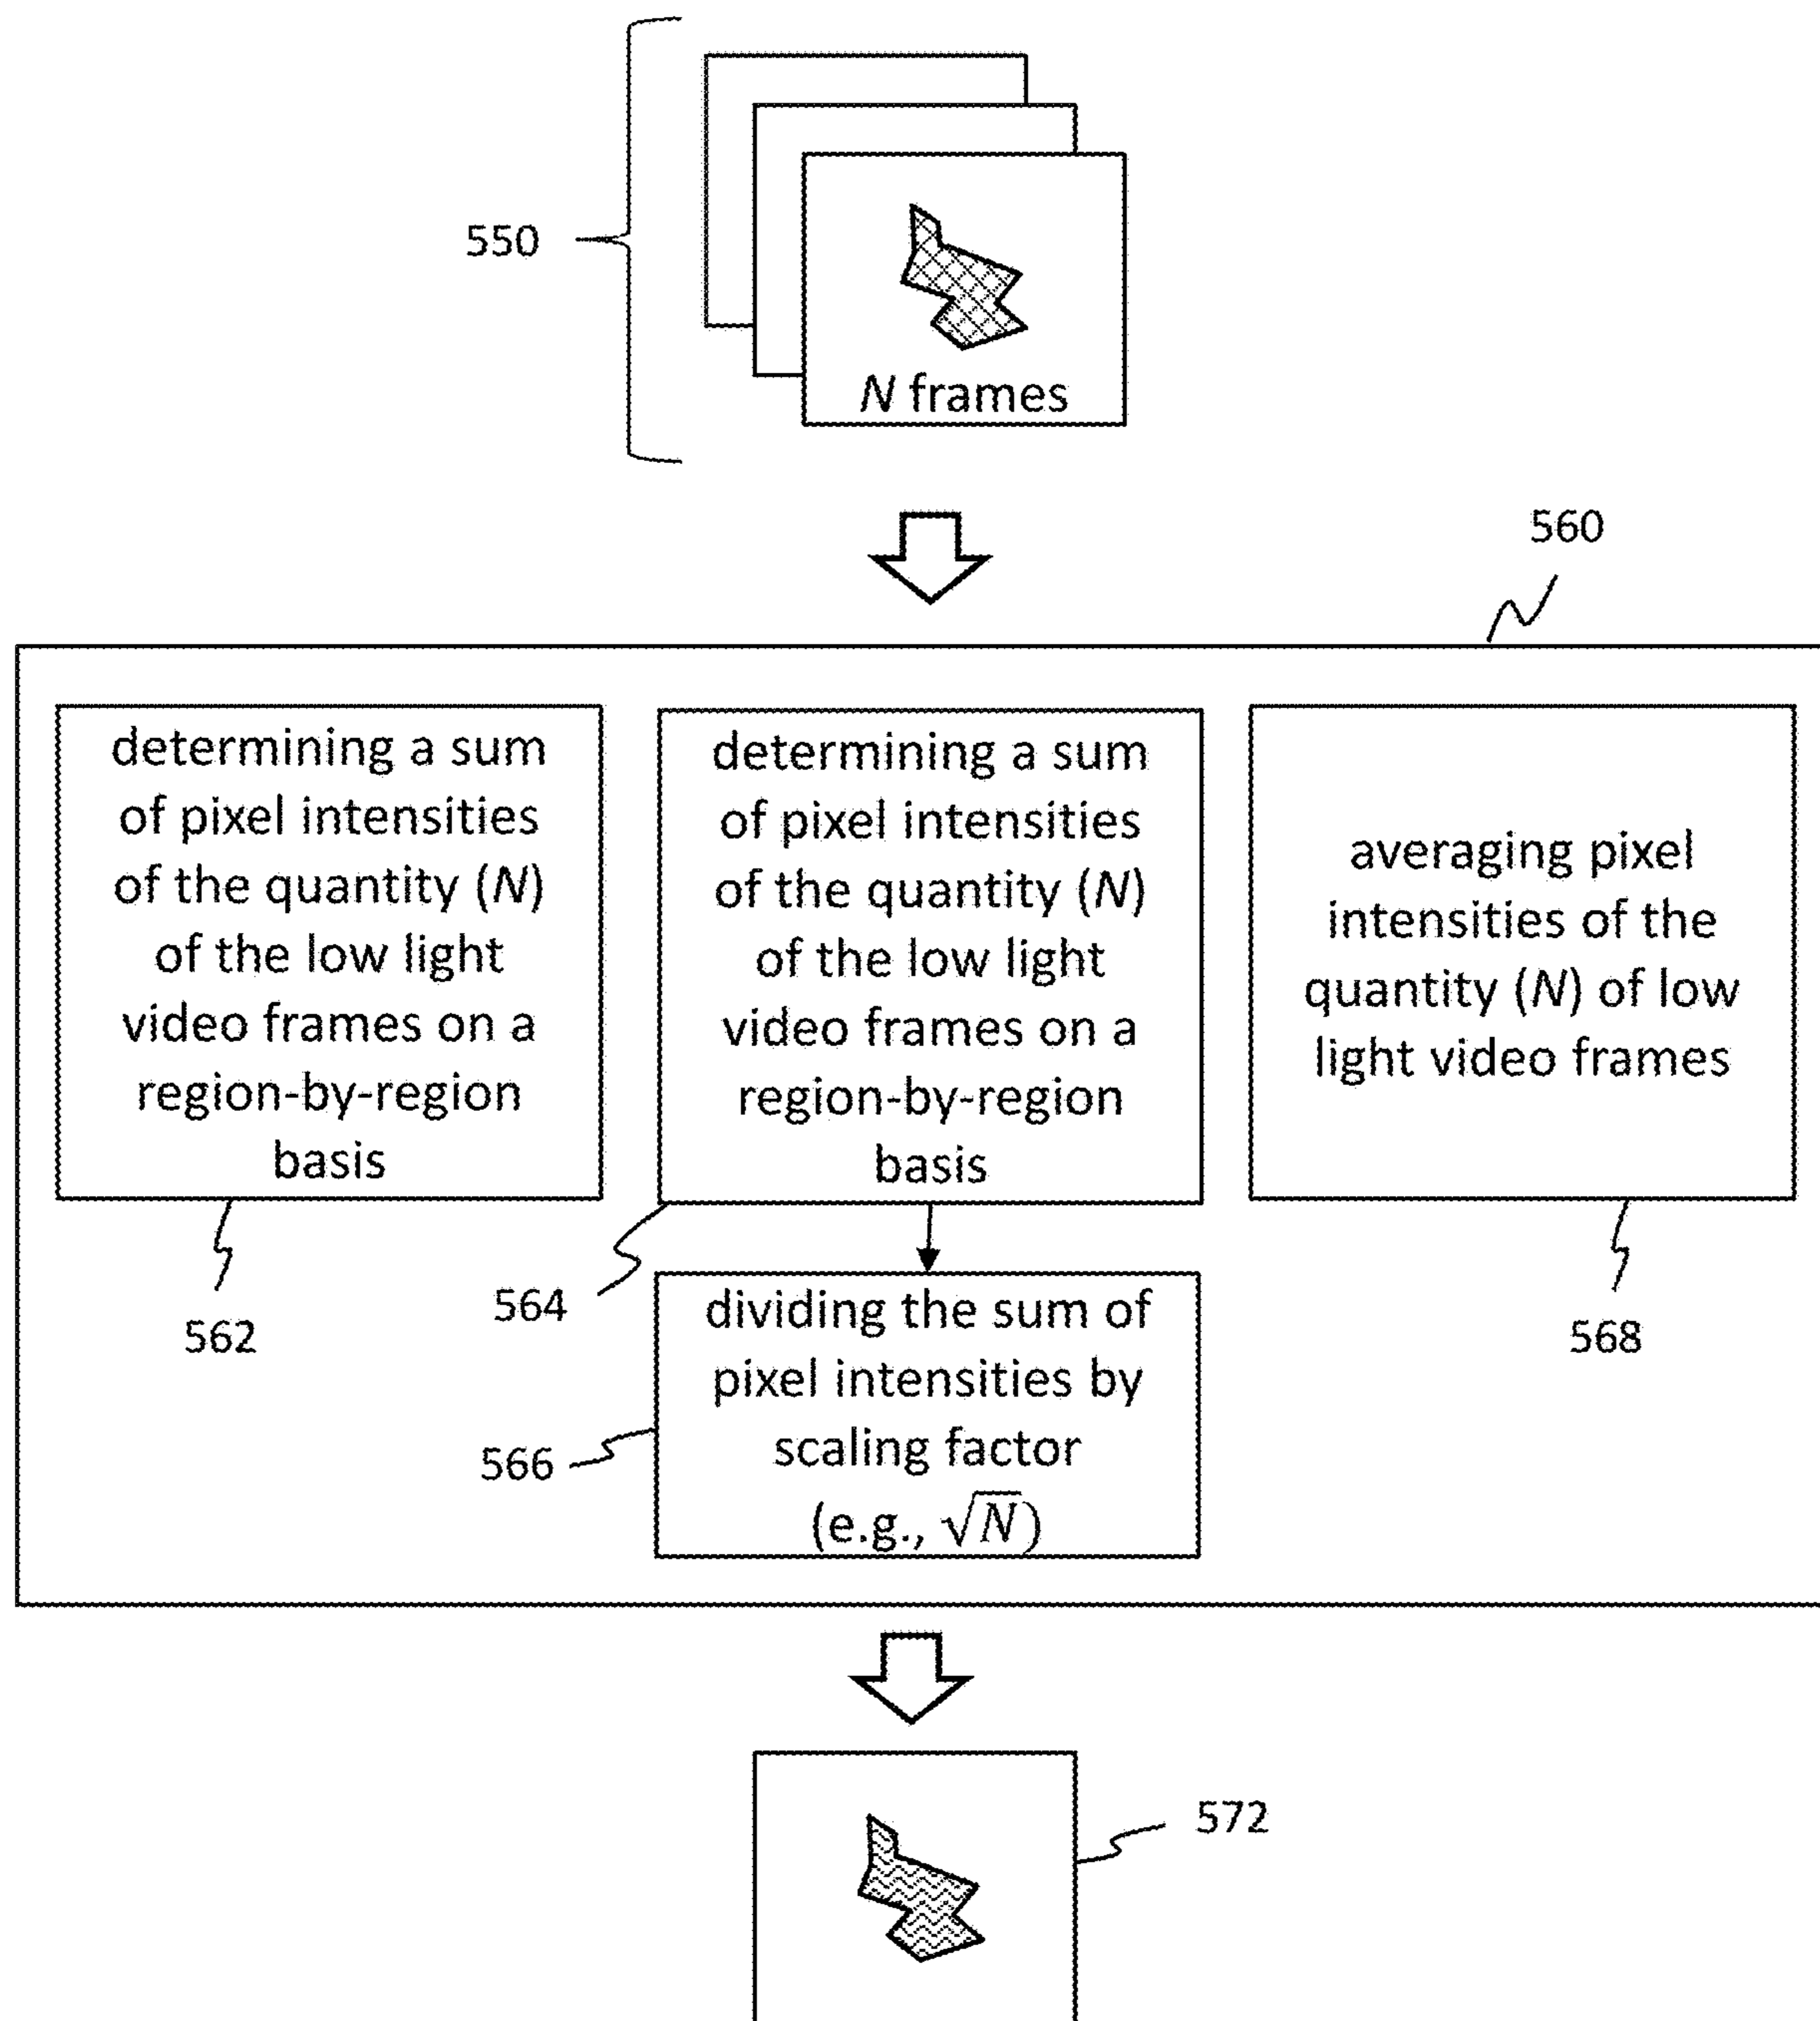 550
N frames
560
determining a sum
of pixel intensities
of the quantity (N)
of the low light
video frames on a
region-by-region
basis
562
determining a sum
of pixel intensities
of the quantity (N)
of the low light
video frames on a
region-by-region
basis
564
dividing the sum of
pixel intensities by
scaling factor
(e.g., √N)
566
averaging pixel
intensities of the
quantity (N) of low
light video frames
568
572